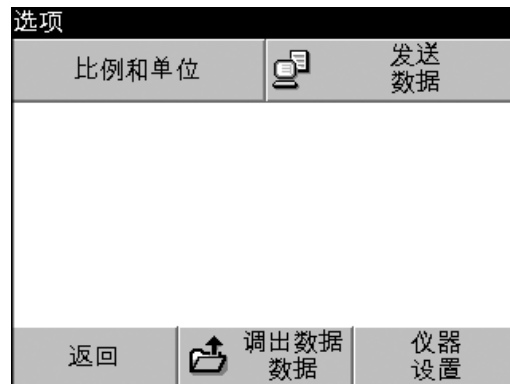 选项
比例和单位
发送
数据
返回
调出数据
数据
仪器
设置